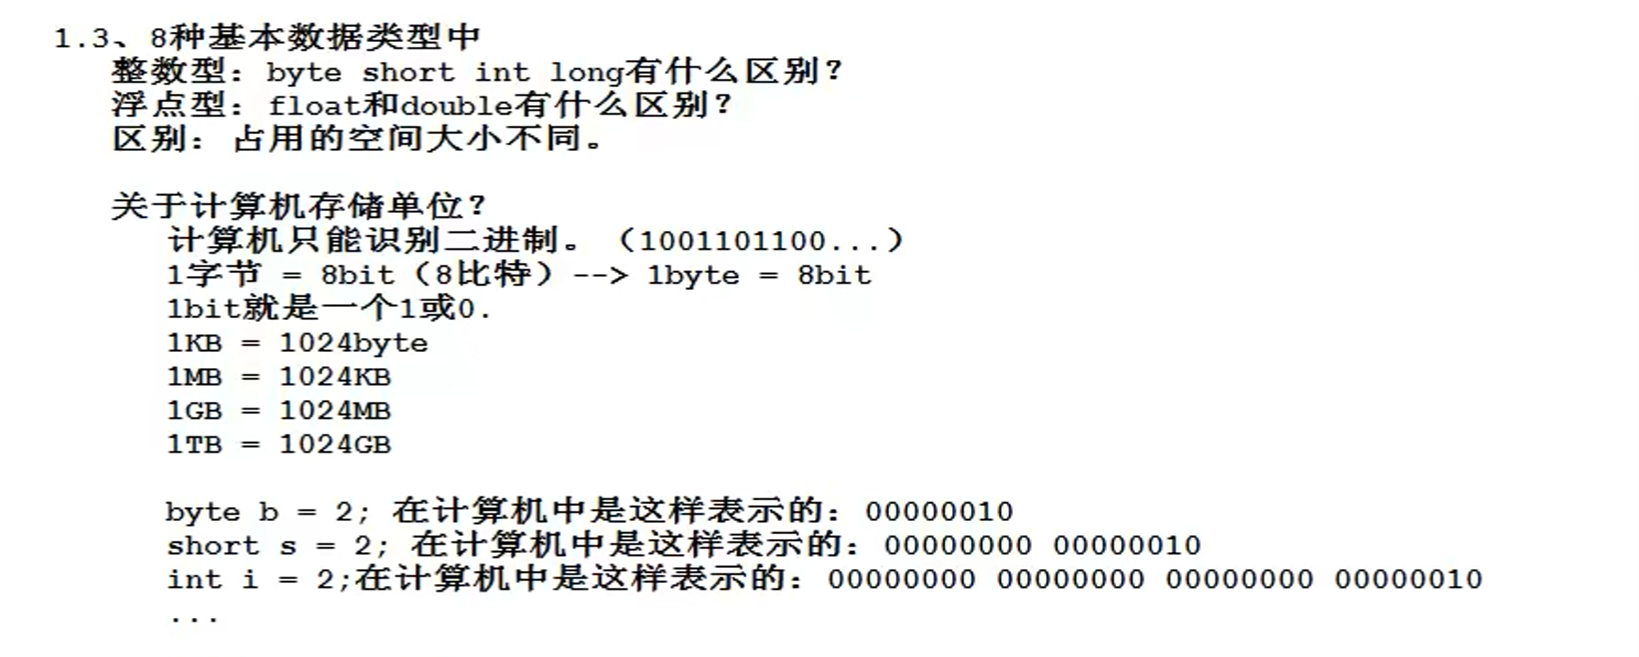 1.3、8种基本数据类型中
整数型：byte short int long有什么区别？
浮点型：float和double有什么区别？
区别：占用的空间大小不同。
关于计算机存储单位？
计算机只能识别二进制。（1001101100...）
1字节 = 8bit（8比特）--> 1byte = 8bit
1bit就是一个1或0.
1KB = 1024byte
1MB = 1024KB
1GB = 1024MB
1TB = 1024GB
byte b = 2; 在计算机中是这样表示的：00000010
short s = 2; 在计算机中是这样表示的：00000000 00000010
int i = 2;在计算机中是这样表示的：00000000 00000000 00000000 00000010
...